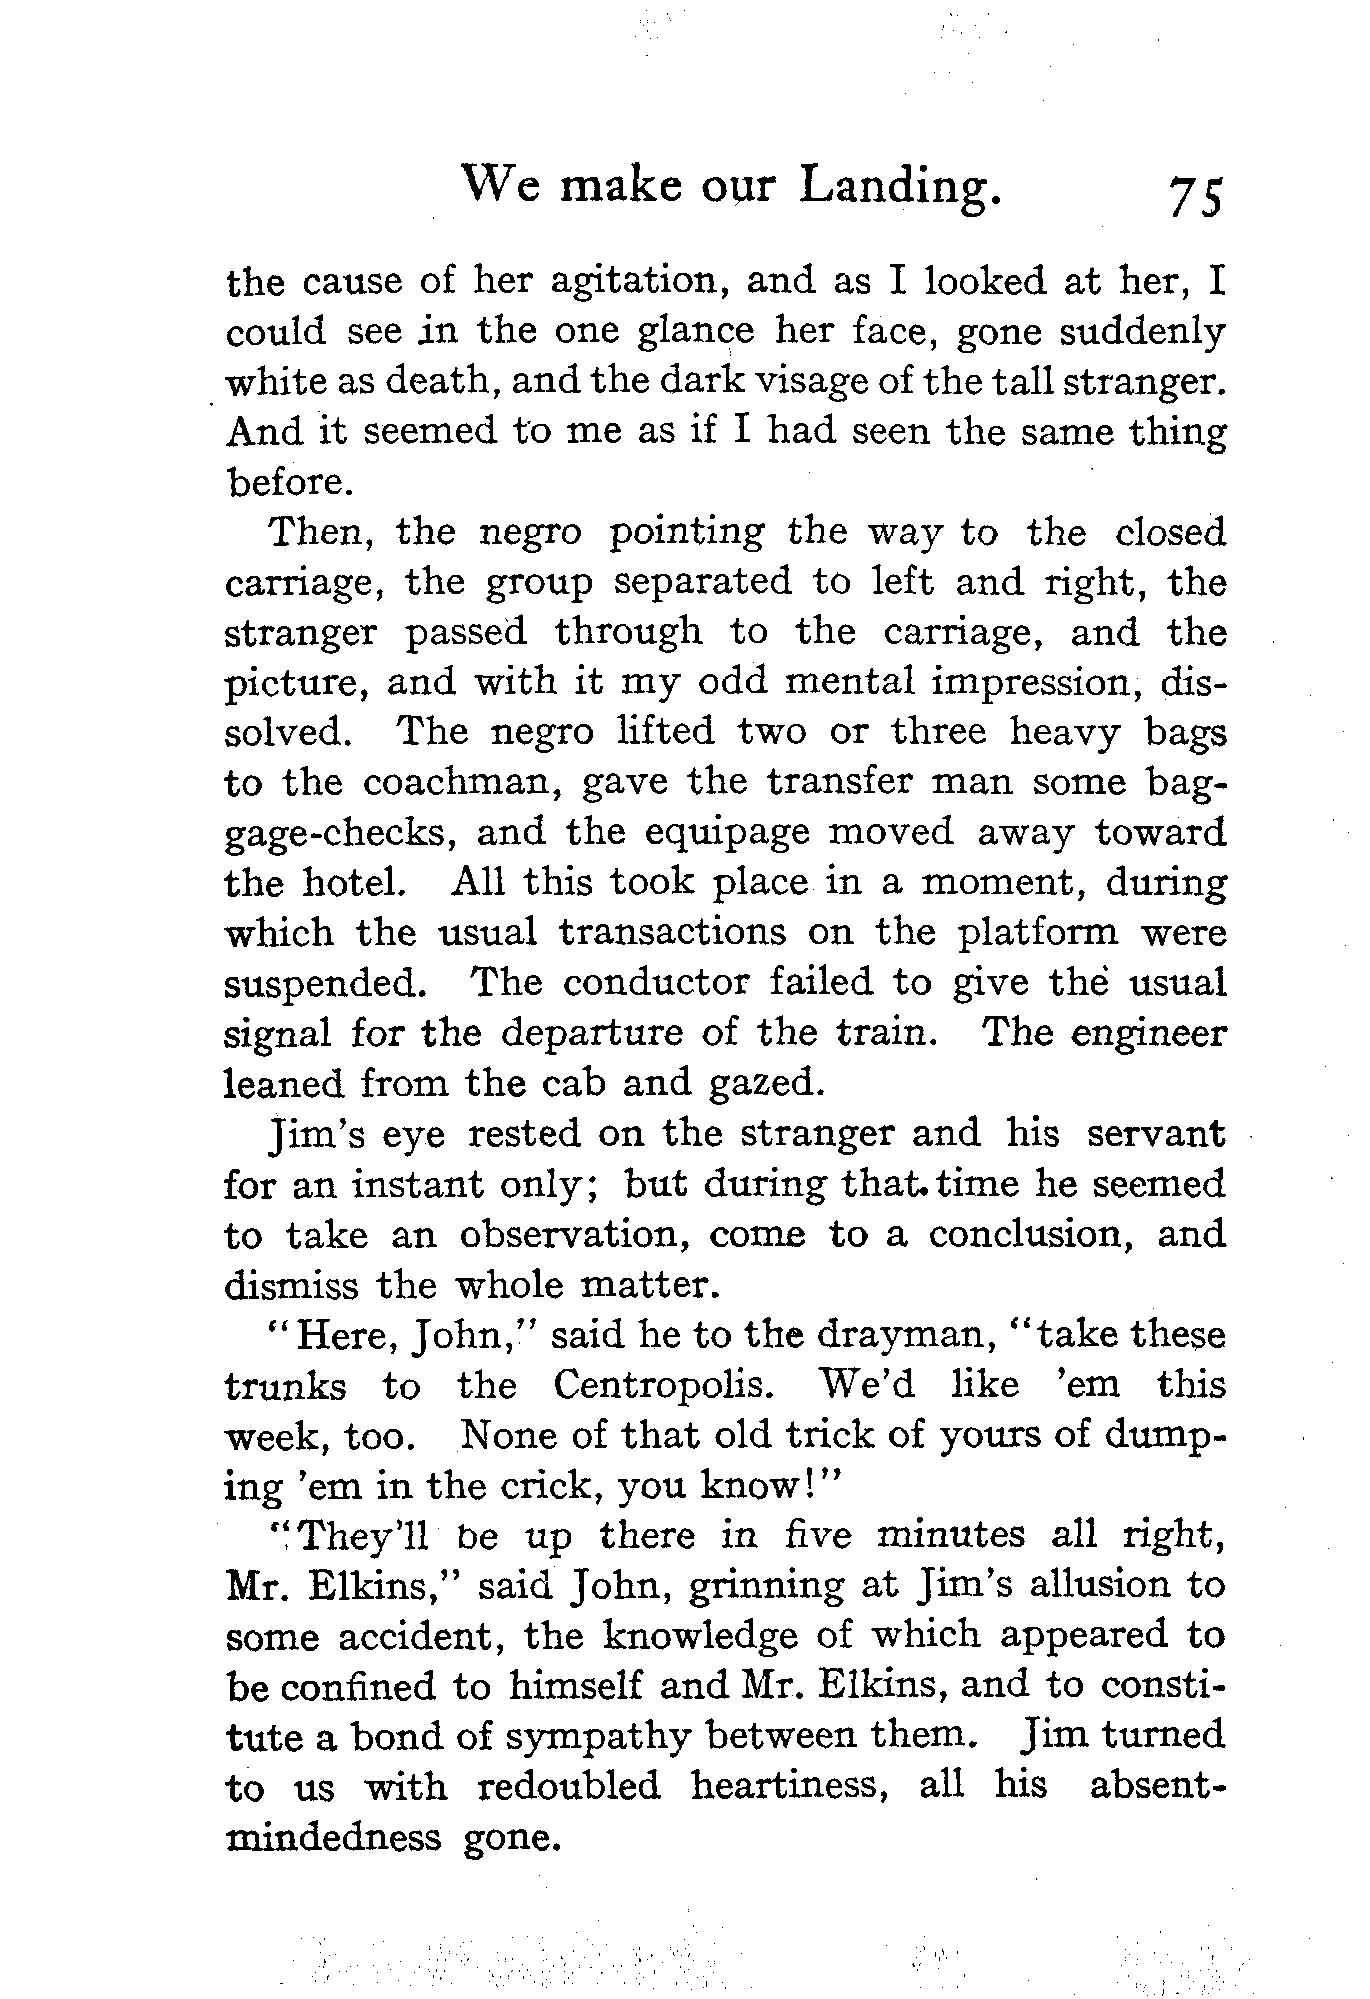 We make our Landing. 75
the cause of her agitation, and as I looked at her, I
could see in the one glance her face, gone suddenly
white as death, and the dark visage of the tall stranger.
And it seemed to me as if I had seen the same thing
before.
Then, the negro pointing the way to the closed
carriage, the group separated to left and right, the
stranger passed through to the carriage, and the
picture, and with it my odd mental impression, dis-
solved. The negro lifted two or three heavy bags
to the coachman, gave the transfer man some bag-
gage-checks, and the equipage moved away toward
the hotel. All this took place in a moment, during
which the usual transactions on the platform were
suspended. The conductor failed to give the usual
signal for the departure of the train. The engineer
leaned from the cab and gazed.
Jim's eye rested on the stranger and his servant
for an instant only; but during that time he seemed
to take an observation, come to a conclusion, and
dismiss the whole matter.
"Here, John," said he to the drayman, "take these
trunks to the Centropolis. We'd like 'em this
week, too. None of that old trick of yours of dump-
ing 'em in the crick, you know!"
"They'll be up there in five minutes all right,
Mr. Elkins," said John, grinning at Jim's allusion to
some accident, the knowledge of which appeared to
be confined to himself and Mr. Elkins, and to consti-
tute a bond of sympathy between them. Jim turned
to us with redoubled heartiness, all his absent-
mindedness gone.